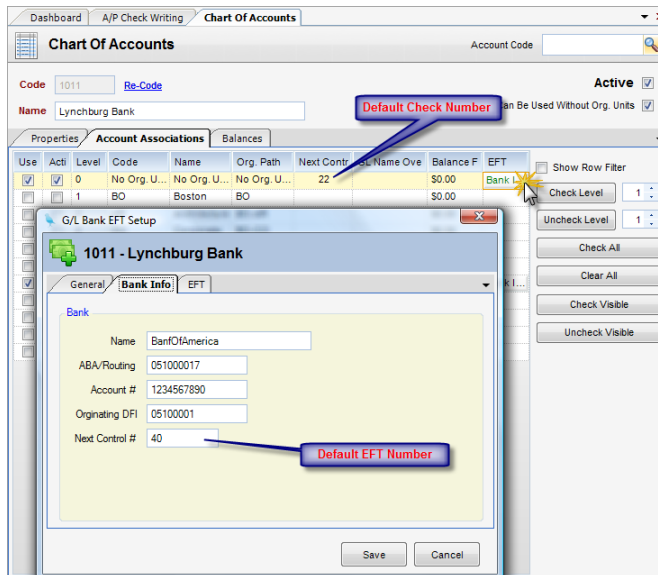 Dashboard A/P Check Writing Chart Of Accounts
Chart Of Accounts Account Code
Code 1011 Re-Code Active
Name Lynchburg Bank Default Check Number an Be Used Without Org. Units
Properties Account Associations Balances
Use Acti Level Code Name Org. Path Next Contr GL Name Ove Balance F EFT Show Row Filter
0 No Org. U... No Org. U... No Org. U... 22 $0.00 Bank I... Check Level 1
1 BO Boston BO $0.00
G/L Bank EFT Setup Uncheck Level 1
1011 - Lynchburg Bank Check All
General Bank Info EFT k I... Clear All
Bank Check Visible
Name BanfOfAmerica Uncheck Visible
ABA/Routing 051000017
Account # 1234567890
Orginating DFI 05100001
Next Control # 40
Default EFT Number
Save Cancel